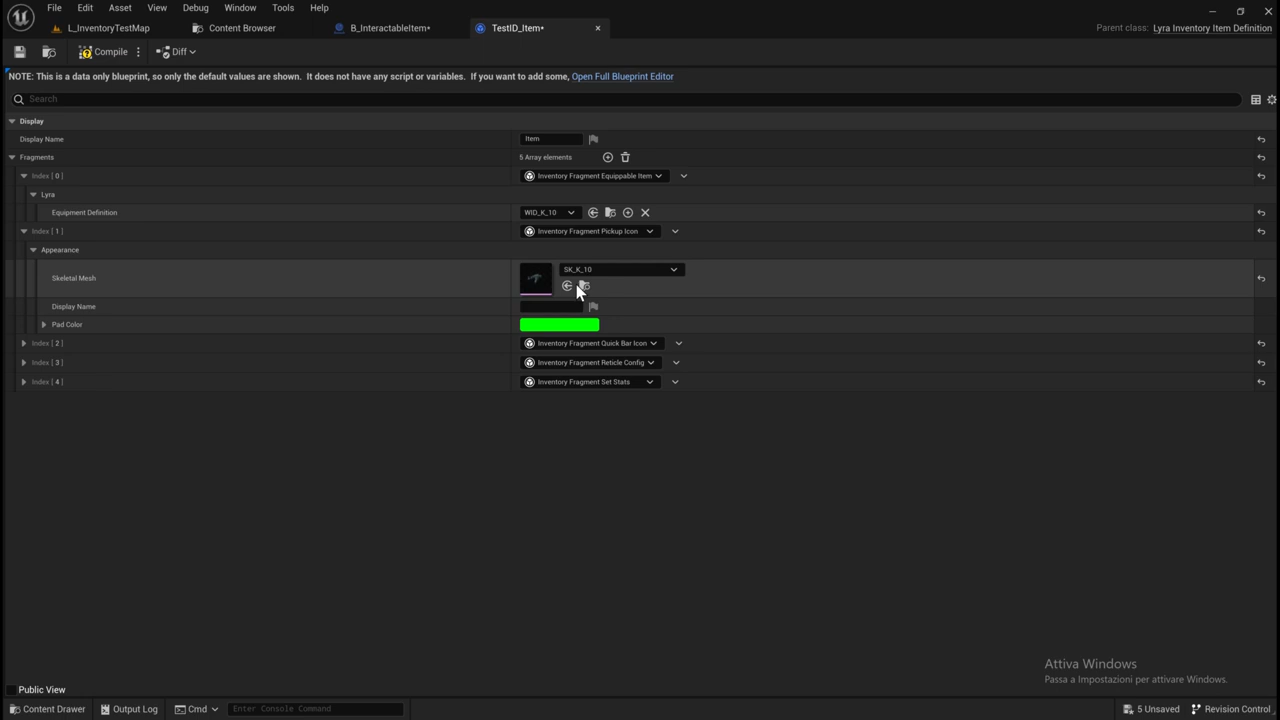 File Edit Asset View Debug Window Tools Help
L_InventoryTestMap Content Browser B_InteractableItem* TestID_Item* Parent class: Lyra Inventory Item Definition
Compile Diff
NOTE: This is a data only blueprint, so only the default values are shown. It does not have any script or variables. If you want to add some, Open Full Blueprint Editor
Search
Display
Display Name Item
Fragments 5 Array elements
Index [ 0 ] Inventory Fragment Equippable Item
Lyra
Equipment Definition WID_K_10
Index [ 1 ] Inventory Fragment Pickup Icon
Appearance
Skeletal Mesh SK_K_10
Display Name
Pad Color
Index [ 2 ] Inventory Fragment Quick Bar Icon
Index [ 3 ] Inventory Fragment Reticle Config
Index [ 4 ] Inventory Fragment Set Stats
Attiva Windows
Passa a Impostazioni per attivare Windows.
Public View
Content Drawer Output Log Cmd Enter Console Command 5 Unsaved Revision Control